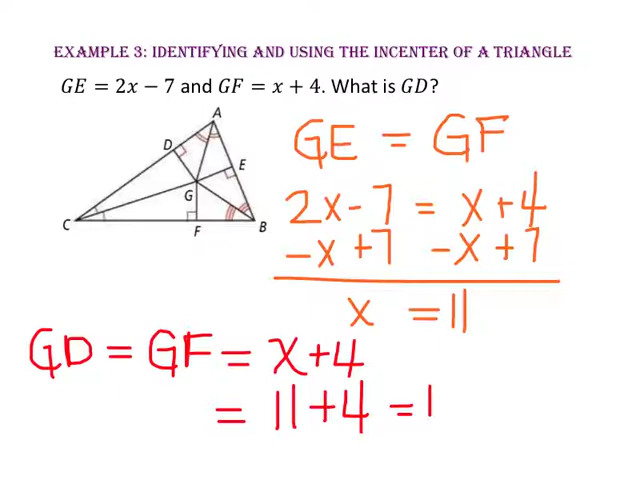 EXAMPLE 3: IDENTIFYING AND USING THE INCENTER OF A TRIANGLE
GE = 2x − 7 and GF = x + 4. What is GD?
A
D
E
G
C
F
B
GE = GF
2x - 7 = x + 4
-x +7 -x +7
x = 11
GD = GF = x + 4
= 11 + 4 = 1